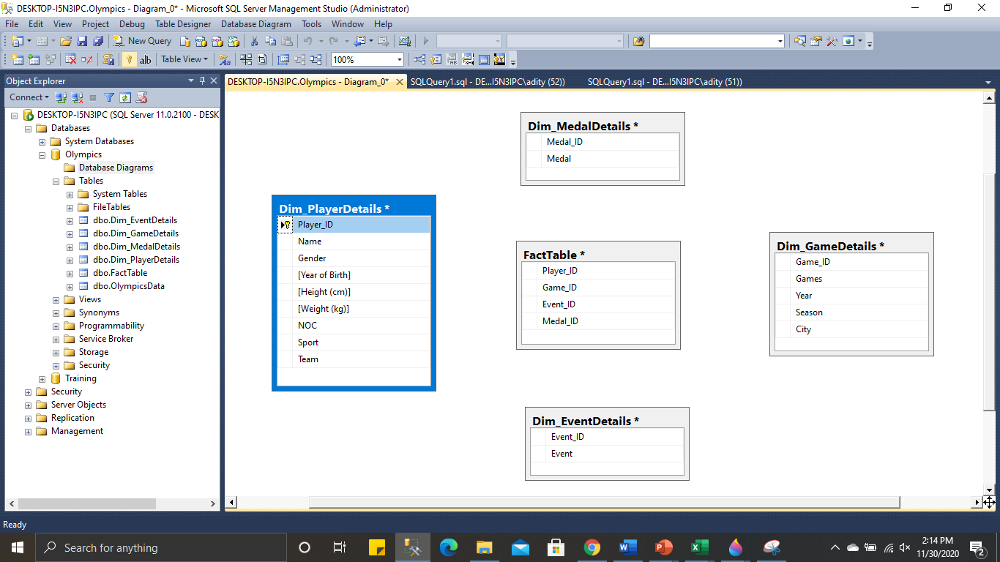 DESKTOP-I5N3IPC.Olympics - Diagram_0* - Microsoft SQL Server Management Studio (Administrator)
File Edit View Project Debug Table Designer Database Diagram Tools Window Help
New Query
Table View
100%
Object Explorer
Connect
DESKTOP-I5N3IPC (SQL Server 11.0.2100 - DESK
Databases
System Databases
Olympics
Database Diagrams
Tables
System Tables
FileTables
dbo.Dim_EventDetails
dbo.Dim_GameDetails
dbo.Dim_MedalDetails
dbo.Dim_PlayerDetails
dbo.FactTable
dbo.OlympicsData
Views
Synonyms
Programmability
Service Broker
Storage
Security
Training
Security
Server Objects
Replication
Management
DESKTOP-I5N3IPC.Olympics - Diagram_0* SQLQuery1.sql - DE...I5N3IPC\adity (52)) SQLQuery1.sql - DE...I5N3IPC\adity (51))
Dim_MedalDetails *
Medal_ID
Medal
Dim_PlayerDetails *
Player_ID
Name
Gender
[Year of Birth]
[Height (cm)]
[Weight (kg)]
NOC
Sport
Team
FactTable *
Player_ID
Game_ID
Event_ID
Medal_ID
Dim_GameDetails *
Game_ID
Games
Year
Season
City
Dim_EventDetails *
Event_ID
Event
Ready
Search for anything
2:14 PM
11/30/2020
2